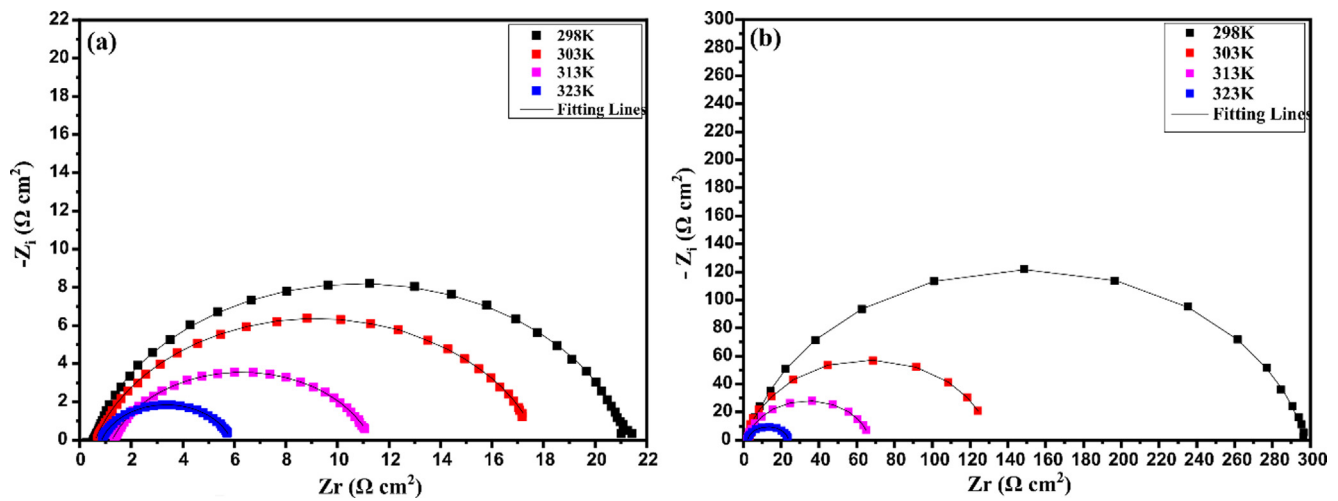 (a)
298K
303K
313K
323K
Fitting Lines
22
20
18
16
14
12
10
8
6
4
2
0
-Zi (Ω cm²)
0 2 4 6 8 10 12 14 16 18 20 22
Zr (Ω cm²)
(b)
298K
303K
313K
323K
Fitting Lines
300
280
260
240
220
200
180
160
140
120
100
80
60
40
20
0
- Zi (Ω cm²)
0 20 40 60 80 100 120 140 160 180 200 220 240 260 280 300
Zr (Ω cm²)